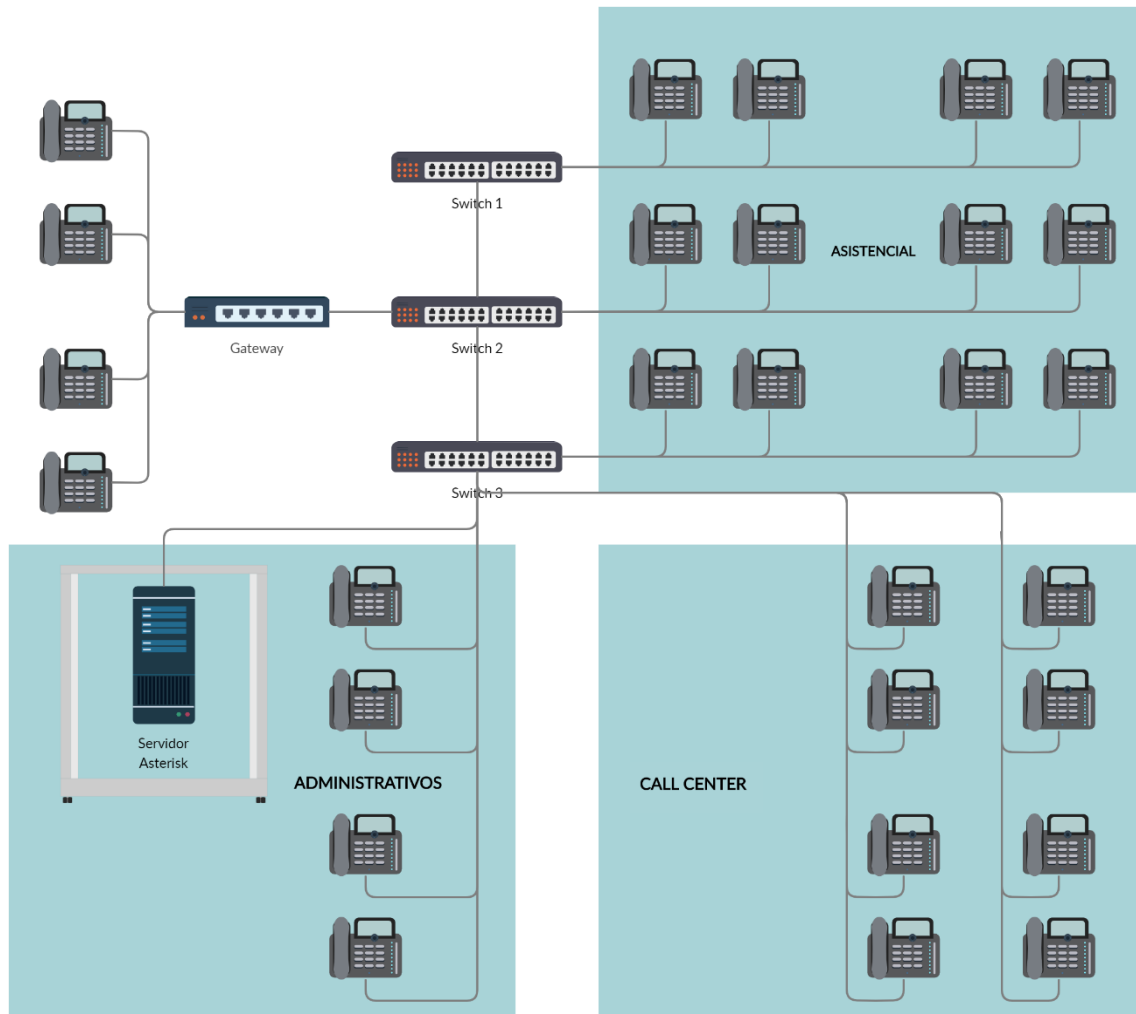 Switch 1
ASISTENCIAL
Gateway
Switch 2
Switch 3
Servidor
Asterisk
ADMINISTRATIVOS
CALL CENTER